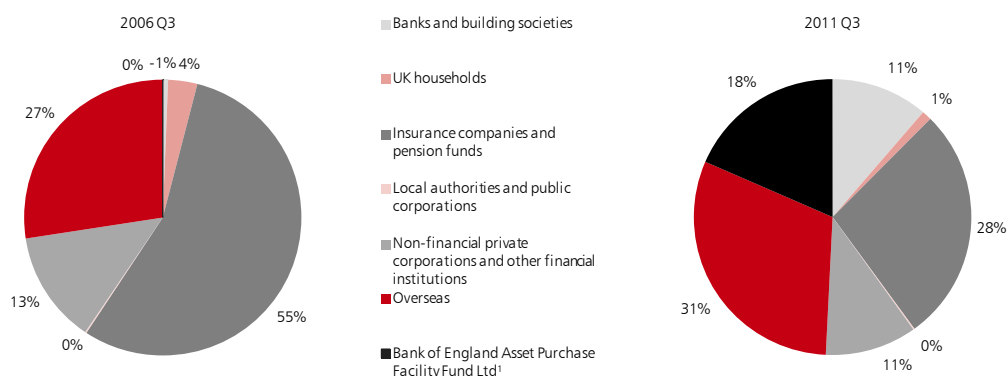 2006 Q3
0% -1% 4%
27%
13%
0%
55%
Banks and building societies
UK households
Insurance companies and
pension funds
Local authorities and public
corporations
Non-financial private
corporations and other financial
institutions
Overseas
Bank of England Asset Purchase
Facility Fund Ltd¹
2011 Q3
11%
18%
1%
28%
31%
0%
11%